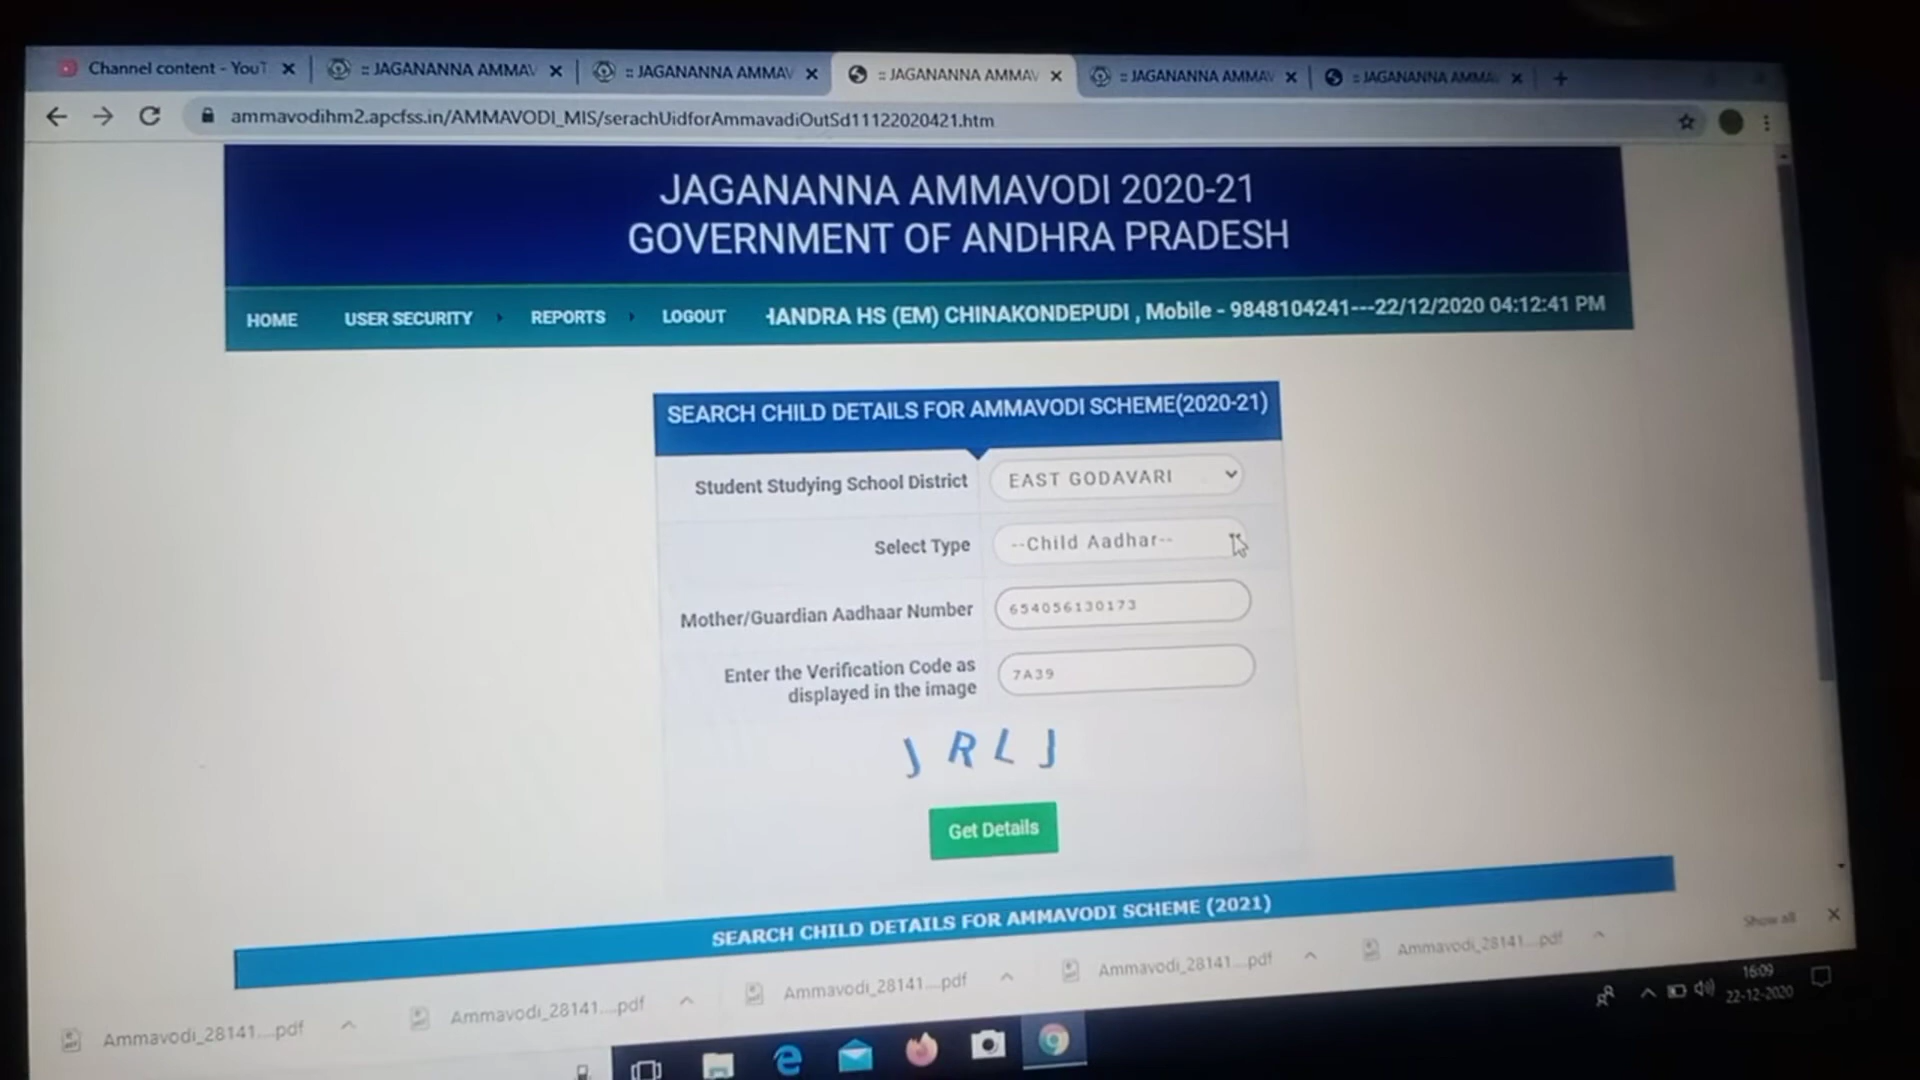 Channel content - YouT
:: JAGANANNA AMMAV
:: JAGANANNA AMMAV
:: JAGANANNA AMMAV
:: JAGANANNA AMMAV
:: JAGANANNA AMMA
ammavodihm2.apcfss.in/AMMAVODI_MIS/serachUidforAmmavadiOutSd11122020421.htm
JAGANANNA AMMAVODI 2020-21
GOVERNMENT OF ANDHRA PRADESH
HOME USER SECURITY REPORTS LOGOUT HANDRA HS (EM) CHINAKONDEPUDI , Mobile - 9848104241---22/12/2020 04:12:41 PM
SEARCH CHILD DETAILS FOR AMMAVODI SCHEME(2020-21)
Student Studying School District EAST GODAVARI
Select Type --Child Aadhar--
Mother/Guardian Aadhaar Number 654056130173
Enter the Verification Code as
displayed in the image 7A39
J R L J
Get Details
SEARCH CHILD DETAILS FOR AMMAVODI SCHEME (2021)
Show all
Ammavodi_28141....pdf
Ammavodi_28141....pdf
Ammavodi_28141....pdf
Ammavodi_28141....pdf
Ammavodi_28141....pdf
16:09
22-12-2020